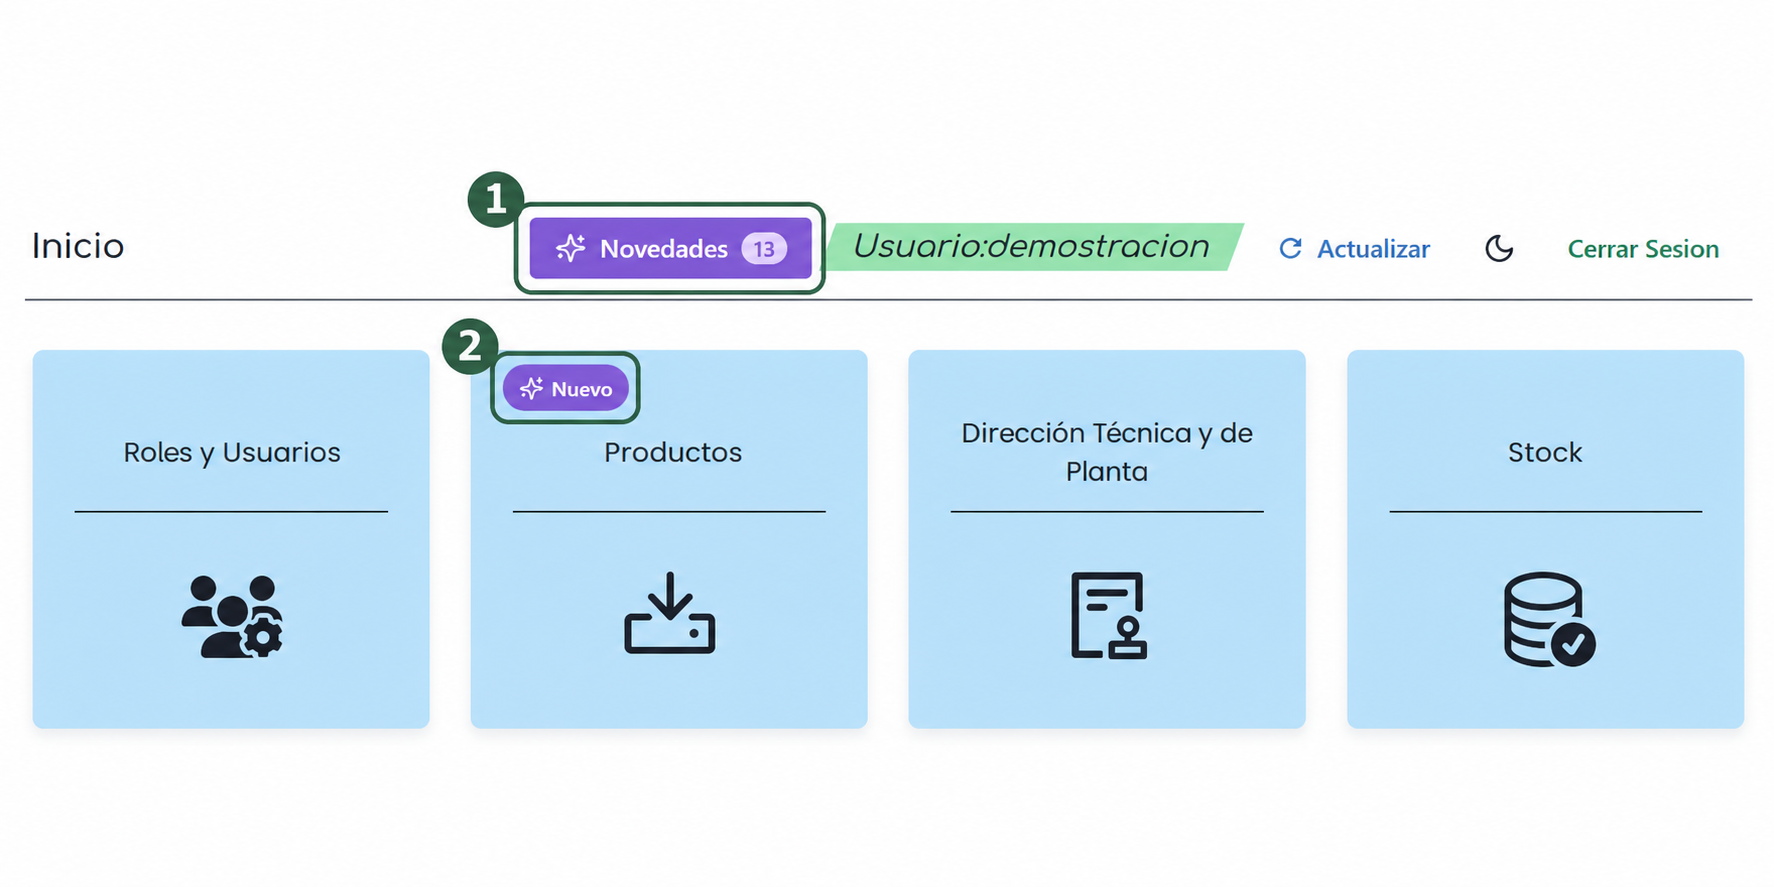 1
Inicio
Novedades 13
Usuario:demostracion
Actualizar
Cerrar Sesion
2
Nuevo
Roles y Usuarios
Productos
Dirección Técnica y de
Planta
Stock